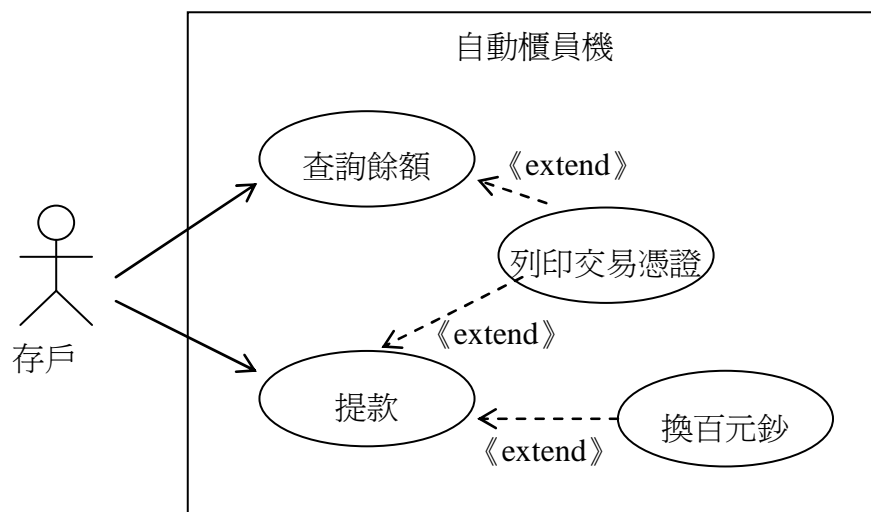 自動櫃員機
查詢餘額
《extend》
列印交易憑證
《extend》
存戶
提款
換百元鈔
《extend》